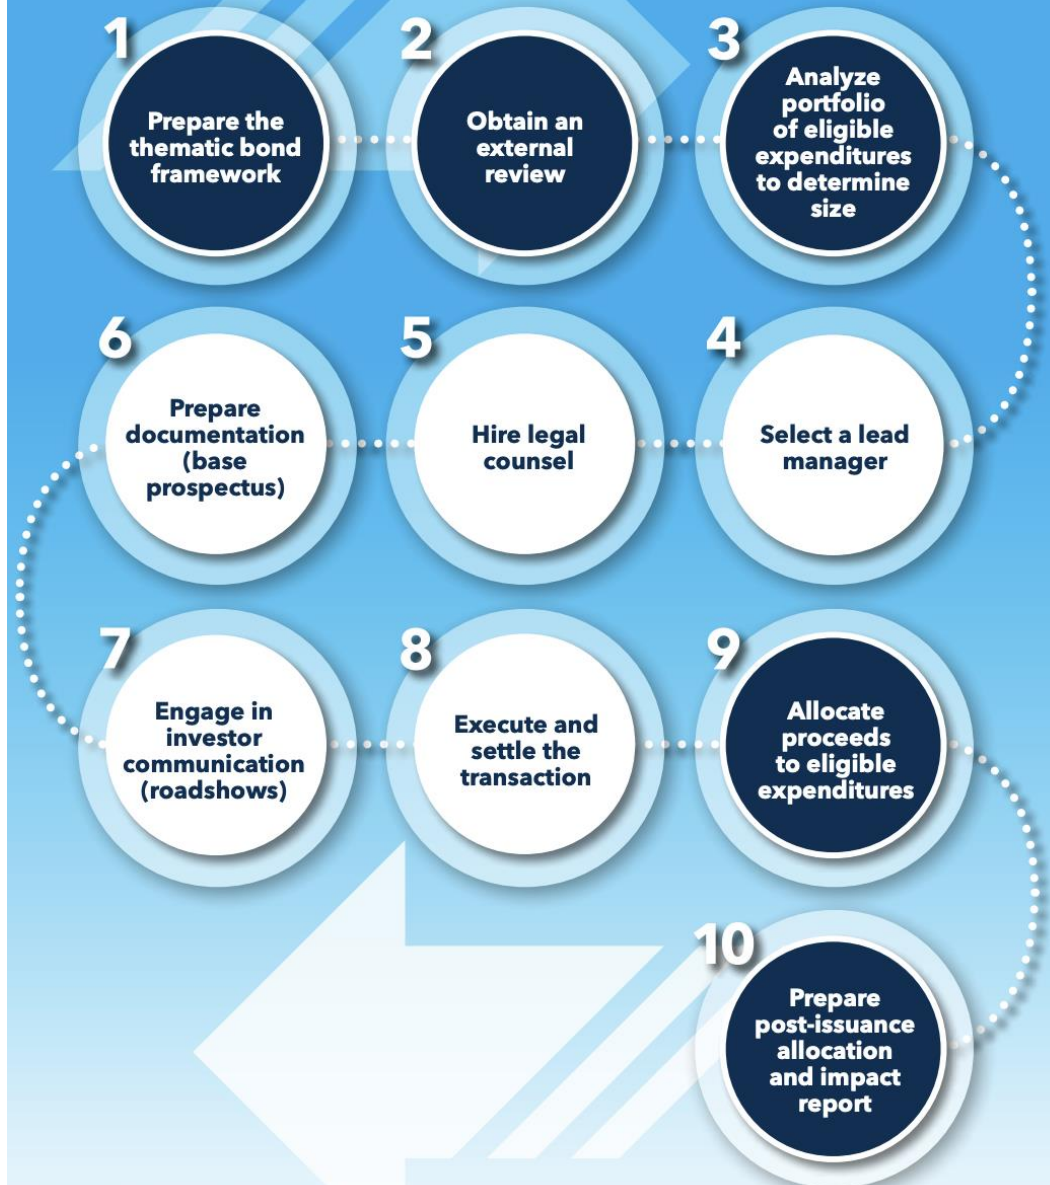 1
Prepare the
thematic bond
framework
2
Obtain an
external
review
3
Analyze
portfolio
of eligible
expenditures
to determine
size
4
Select a lead
manager
5
Hire legal
counsel
6
Prepare
documentation
(base
prospectus)
7
Engage in
investor
communication
(roadshows)
8
Execute and
settle the
transaction
9
Allocate
proceeds
to eligible
expenditures
10
Prepare
post-issuance
allocation
and impact
report